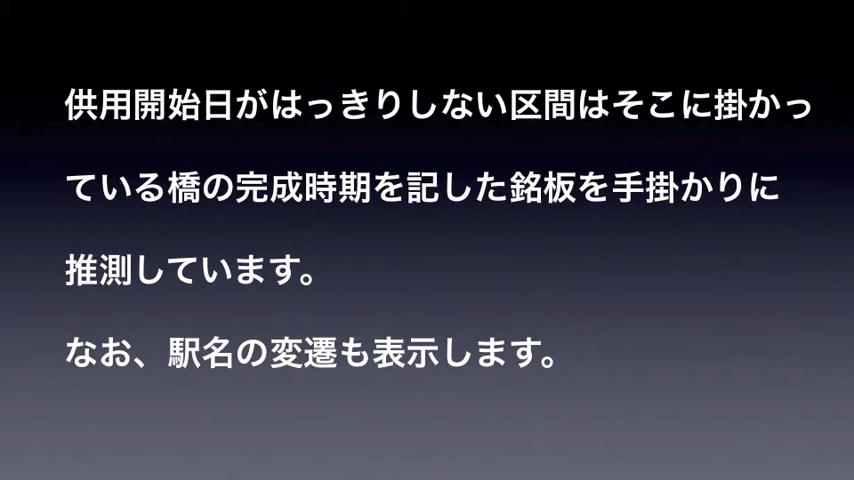 供用開始日がはっきりしない区間はそこに掛かっ
ている橋の完成時期を記した銘板を手掛かりに
推測しています。
なお、駅名の変遷も表示します。